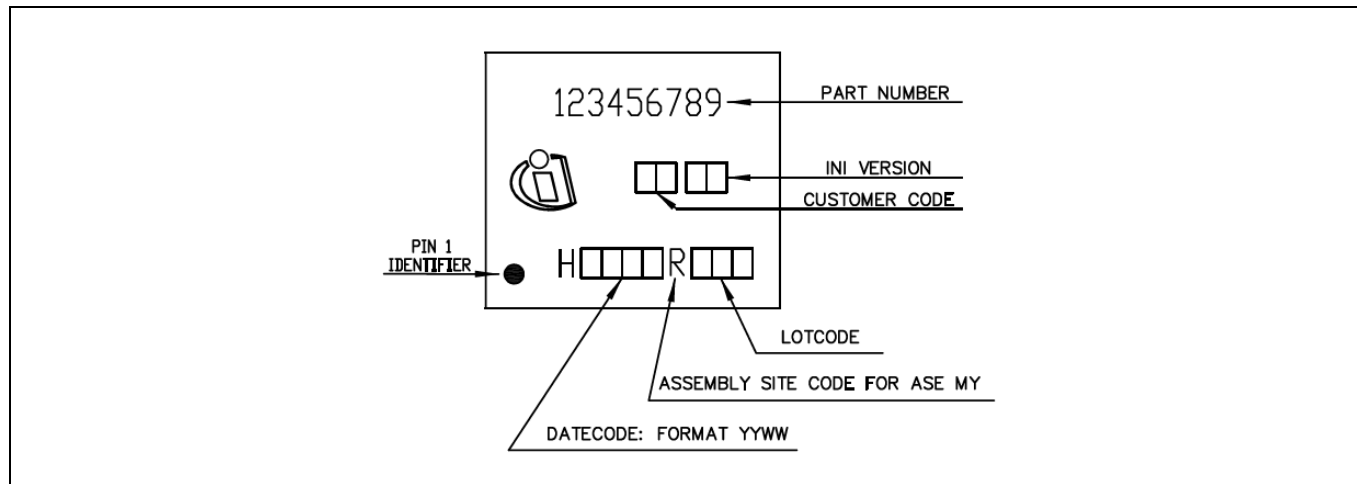 123456789
PART NUMBER
INI VERSION
CUSTOMER CODE
PIN 1
IDENTIFIER
H R
LOTCODE
ASSEMBLY SITE CODE FOR ASE MY
DATECODE: FORMAT YYWW